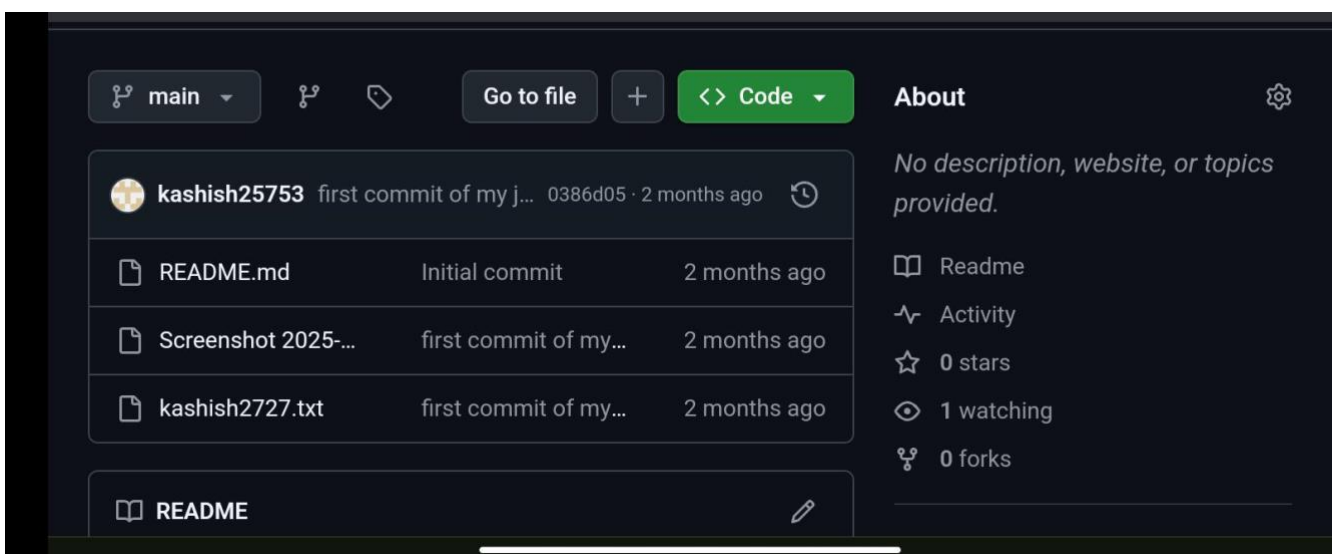 main
Go to file
Code
About
No description, website, or topics
provided.
kashish25753 first commit of my j... 0386d05 · 2 months ago
README.md Initial commit 2 months ago
Screenshot 2025-... first commit of my... 2 months ago
kashish2727.txt first commit of my... 2 months ago
README
Readme
Activity
0 stars
1 watching
0 forks